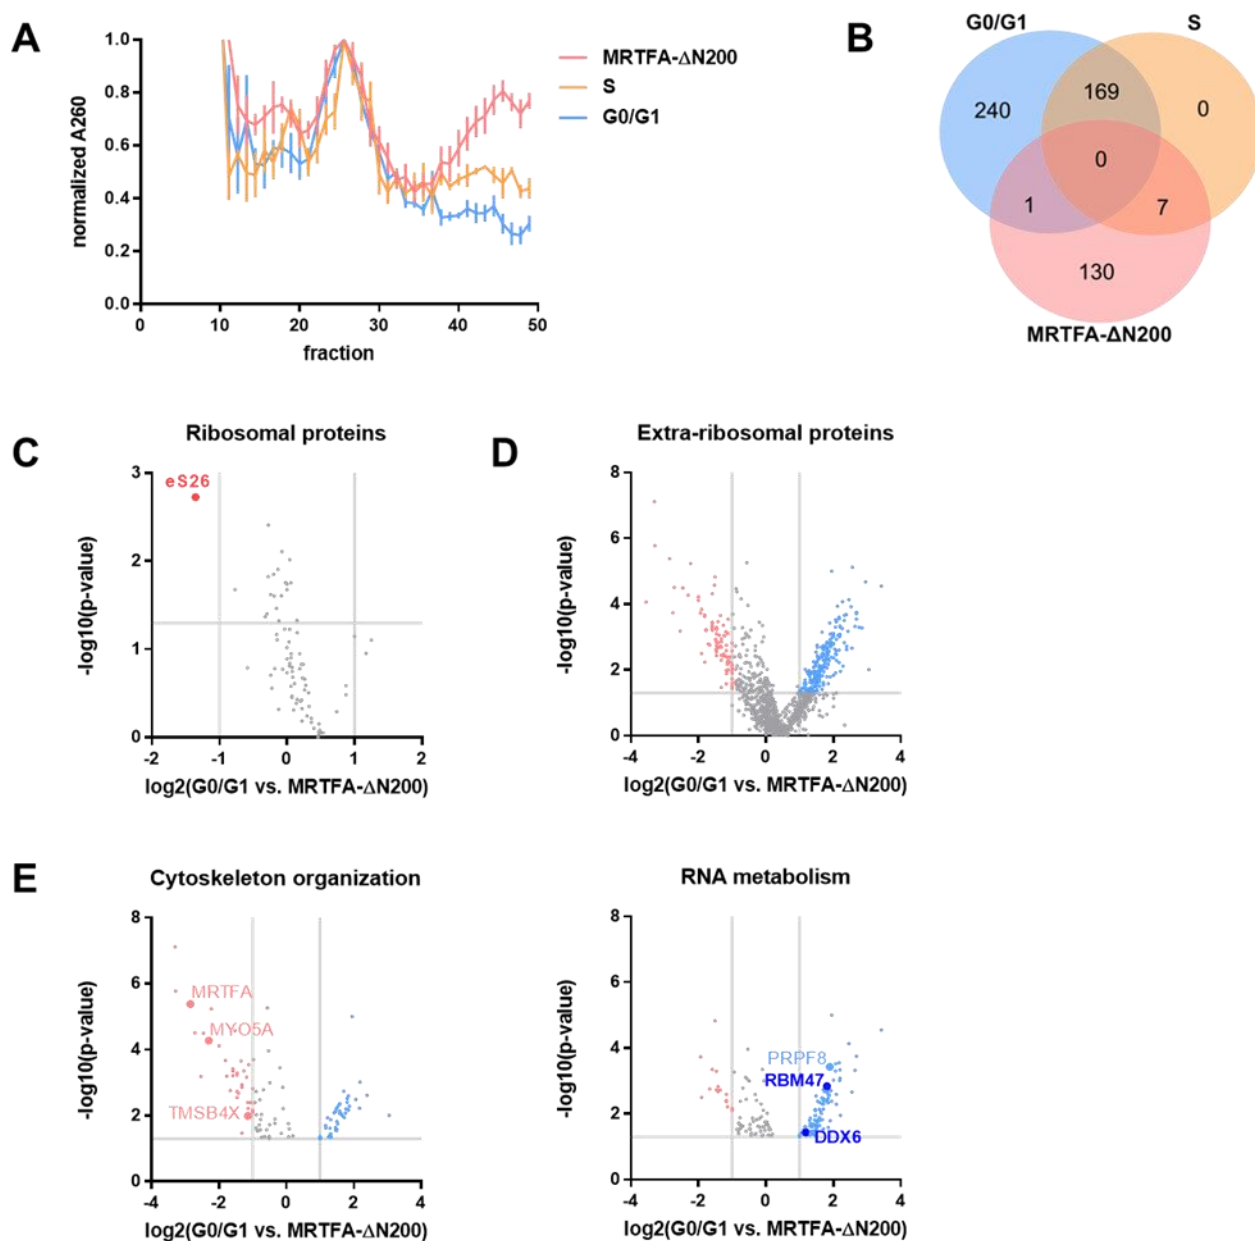 A
1.0
0.8
0.6
0.4
0.2
0.0
normalized A260
0
10
20
30
40
50
fraction
MRTFA-ΔN200
S
G0/G1
B
G0/G1
S
240
169
0
0
1
7
130
MRTFA-ΔN200
C
Ribosomal proteins
3
2
1
0
-log10(p-value)
eS26
-2
-1
0
1
2
log2(G0/G1 vs. MRTFA-ΔN200)
D
Extra-ribosomal proteins
8
6
4
2
0
-log10(p-value)
-4
-2
0
2
4
log2(G0/G1 vs. MRTFA-ΔN200)
E
Cytoskeleton organization
8
6
4
2
0
-log10(p-value)
MRTFA
MYO5A
TMSB4X
-4
-2
0
2
4
log2(G0/G1 vs. MRTFA-ΔN200)
RNA metabolism
8
6
4
2
0
-log10(p-value)
PRPF8
RBM47
DDX6
-4
-2
0
2
4
log2(G0/G1 vs. MRTFA-ΔN200)